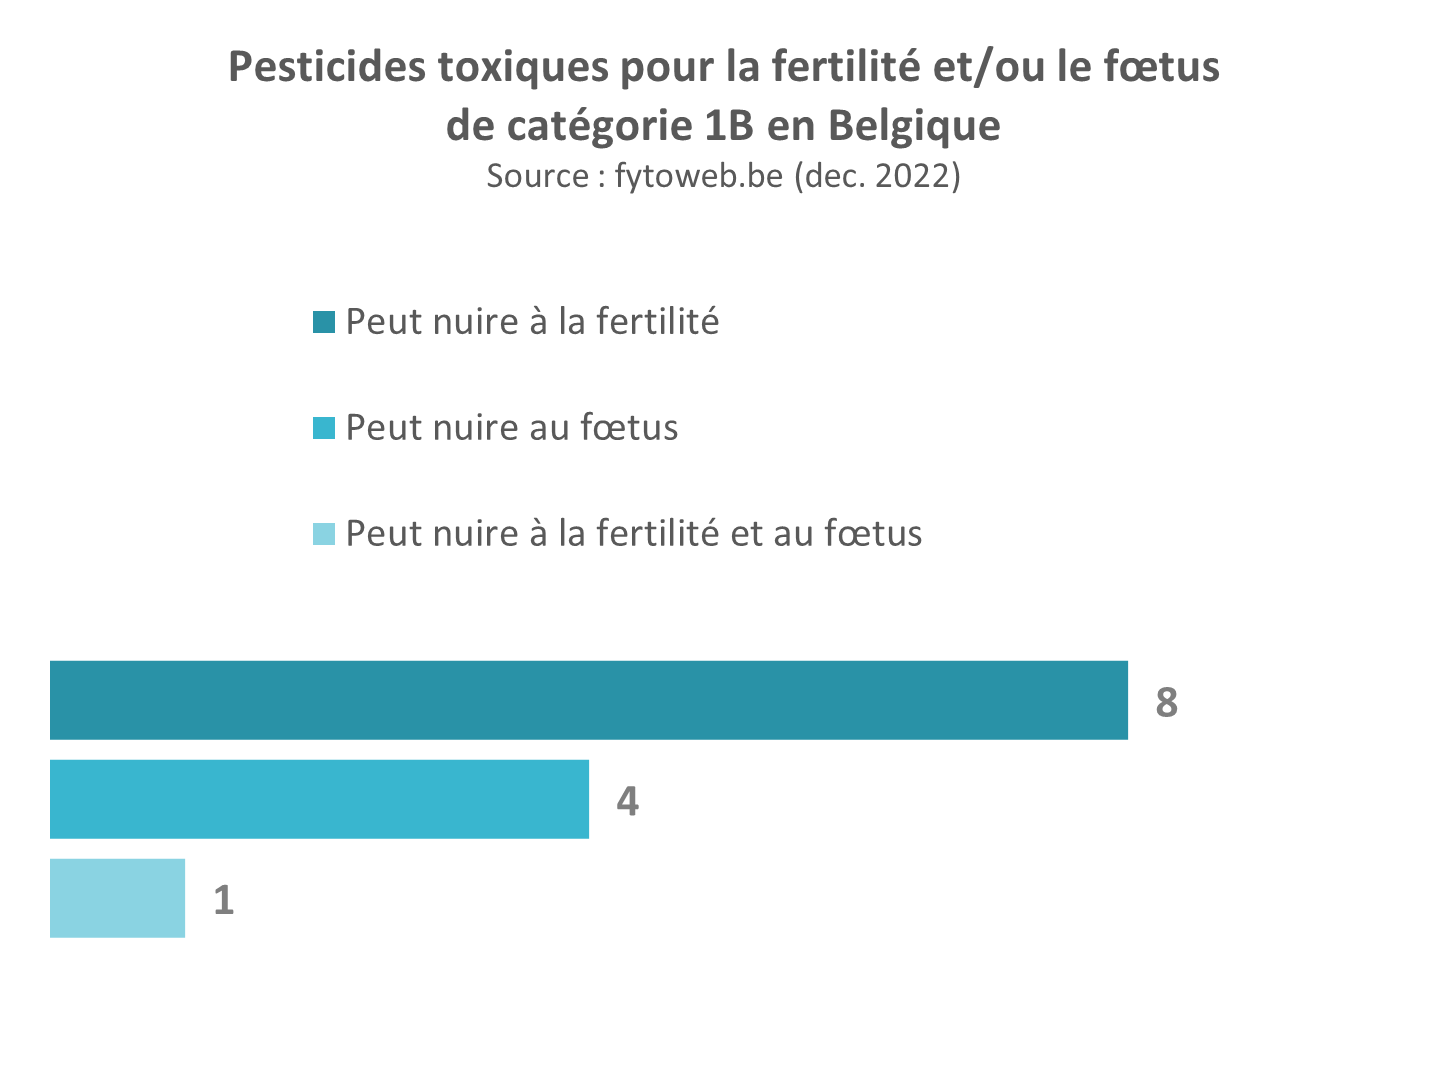 Pesticides toxiques pour la fertilité et/ou le fœtus
de catégorie 1B en Belgique
Source : fytoweb.be (dec. 2022)
Peut nuire à la fertilité
Peut nuire au fœtus
Peut nuire à la fertilité et au fœtus
8
4
1